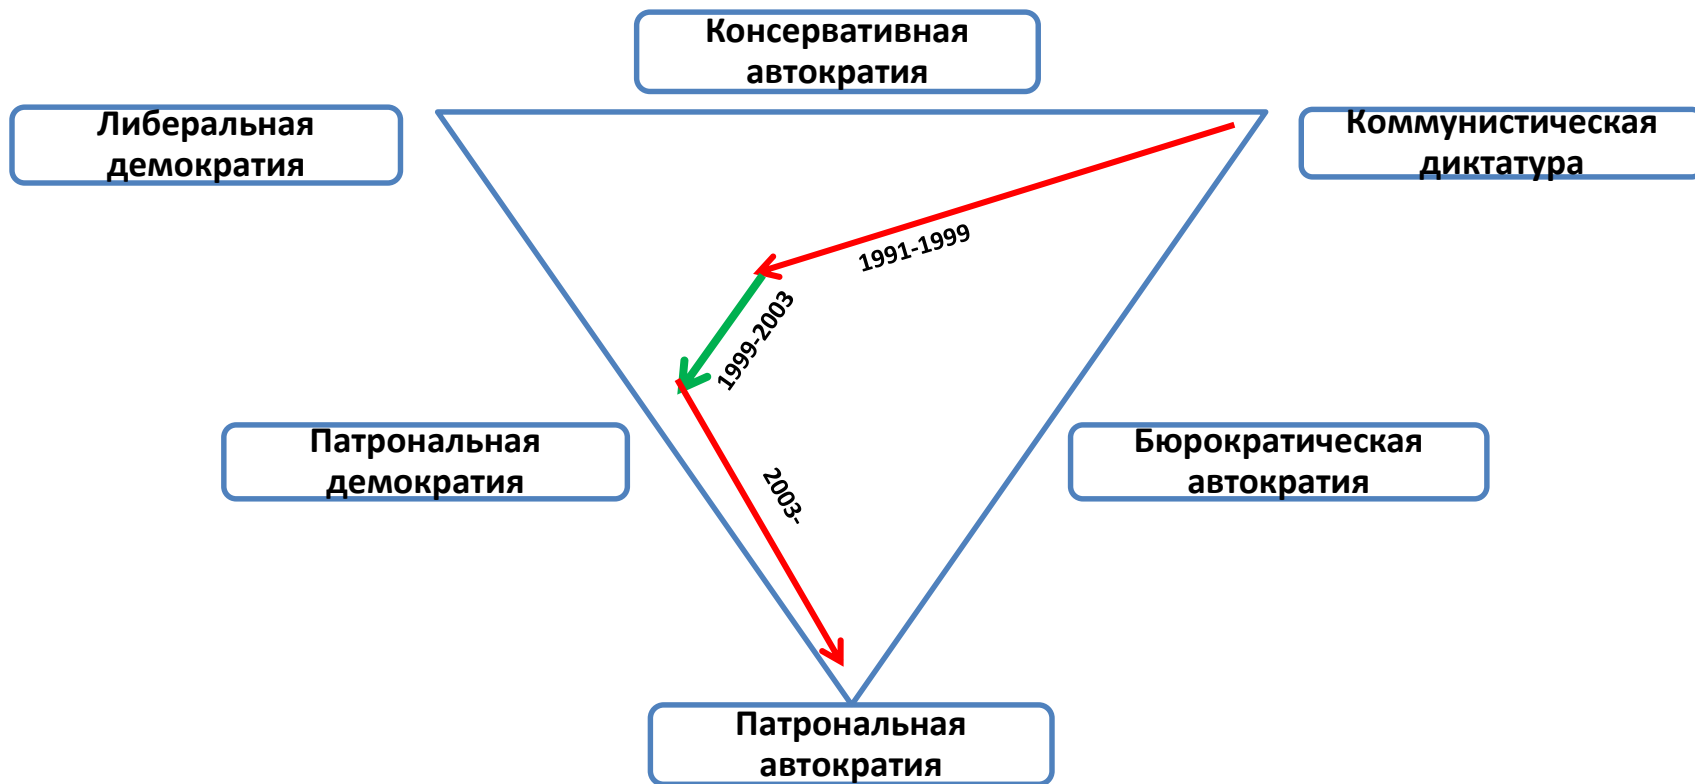 Консервативная
автократия
Либеральная
демократия
Коммунистическая
диктатура
1991-1999
1999-2003
Патрональная
демократия
Бюрократическая
автократия
2003-
Патрональная
автократия